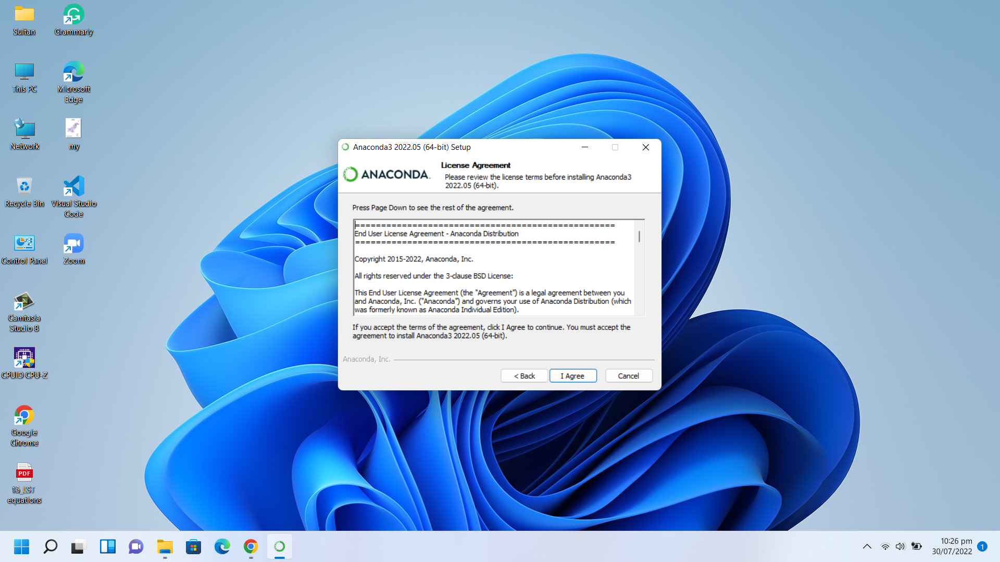 Sultan
Grammarly
This PC
Microsoft
Edge
Network
my
Recycle Bin
Visual Studio
Code
Control Panel
Zoom
Camtasia
Studio 8
CPUID CPU-Z
Google
Chrome
PDF
15_LST
equations
Anaconda3 2022.05 (64-bit) Setup
ANACONDA.
License Agreement
Please review the license terms before installing Anaconda3
2022.05 (64-bit).
Press Page Down to see the rest of the agreement.
==================================================
End User License Agreement - Anaconda Distribution
==================================================
Copyright 2015-2022, Anaconda, Inc.
All rights reserved under the 3-clause BSD License:
This End User License Agreement (the "Agreement") is a legal agreement between you
and Anaconda, Inc. ("Anaconda") and governs your use of Anaconda Distribution (which
was formerly known as Anaconda Individual Edition).
If you accept the terms of the agreement, click I Agree to continue. You must accept the
agreement to install Anaconda3 2022.05 (64-bit).
Anaconda, Inc.
< Back
I Agree
Cancel
10:26 pm
30/07/2022
1